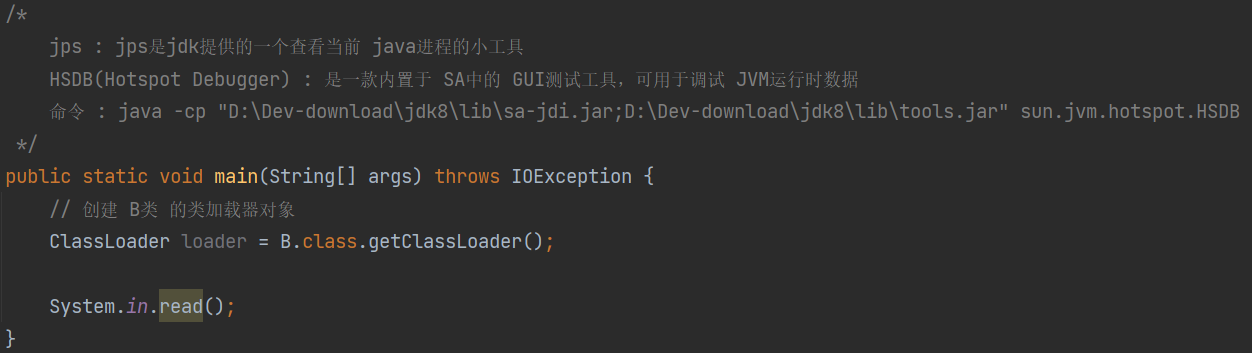 /*
    jps : jps是jdk提供的一个查看当前 java进程的小工具
    HSDB(Hotspot Debugger) : 是一款内置于 SA中的 GUI测试工具，可用于调试 JVM运行时数据
    命令 : java -cp "D:\Dev-download\jdk8\lib\sa-jdi.jar;D:\Dev-download\jdk8\lib\tools.jar" sun.jvm.hotspot.HSDB
 */
public static void main(String[] args) throws IOException {
    // 创建 B类 的类加载器对象
    ClassLoader loader = B.class.getClassLoader();
    System.in.read();
}